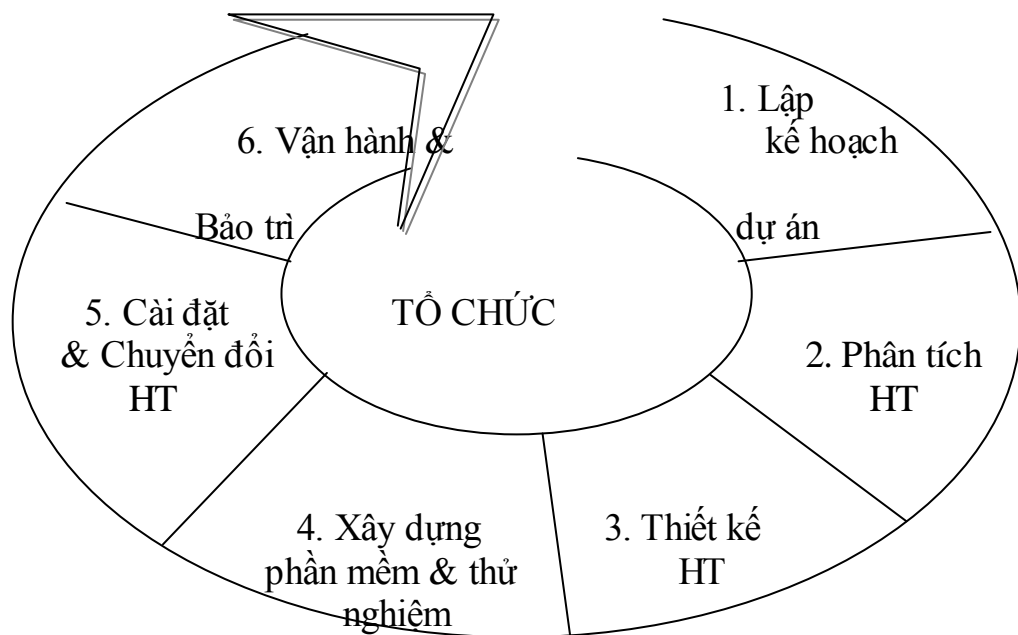 1. Lập
kế hoạch
dự án
2. Phân tích
HT
3. Thiết kế
HT
4. Xây dựng
phần mềm & thử
nghiệm
5. Cài đặt
& Chuyển đổi
HT
6. Vận hành &
Bảo trì
TỔ CHỨC